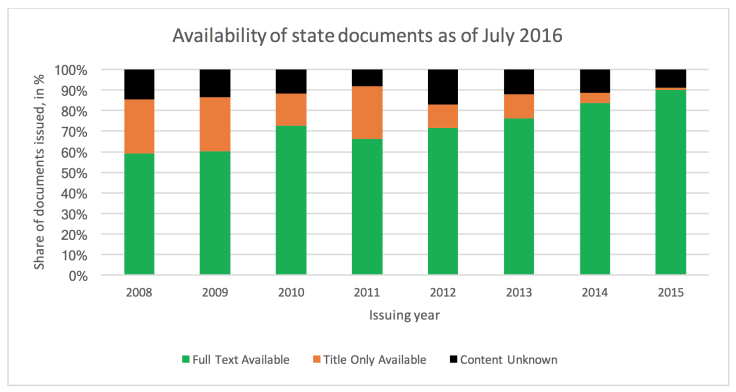 Availability of state documents as of July 2016
Share of documents issued, in %
100%
90%
80%
70%
60%
50%
40%
30%
20%
10%
0%
2008 2009 2010 2011 2012 2013 2014 2015
Issuing year
Full Text Available Title Only Available Content Unknown